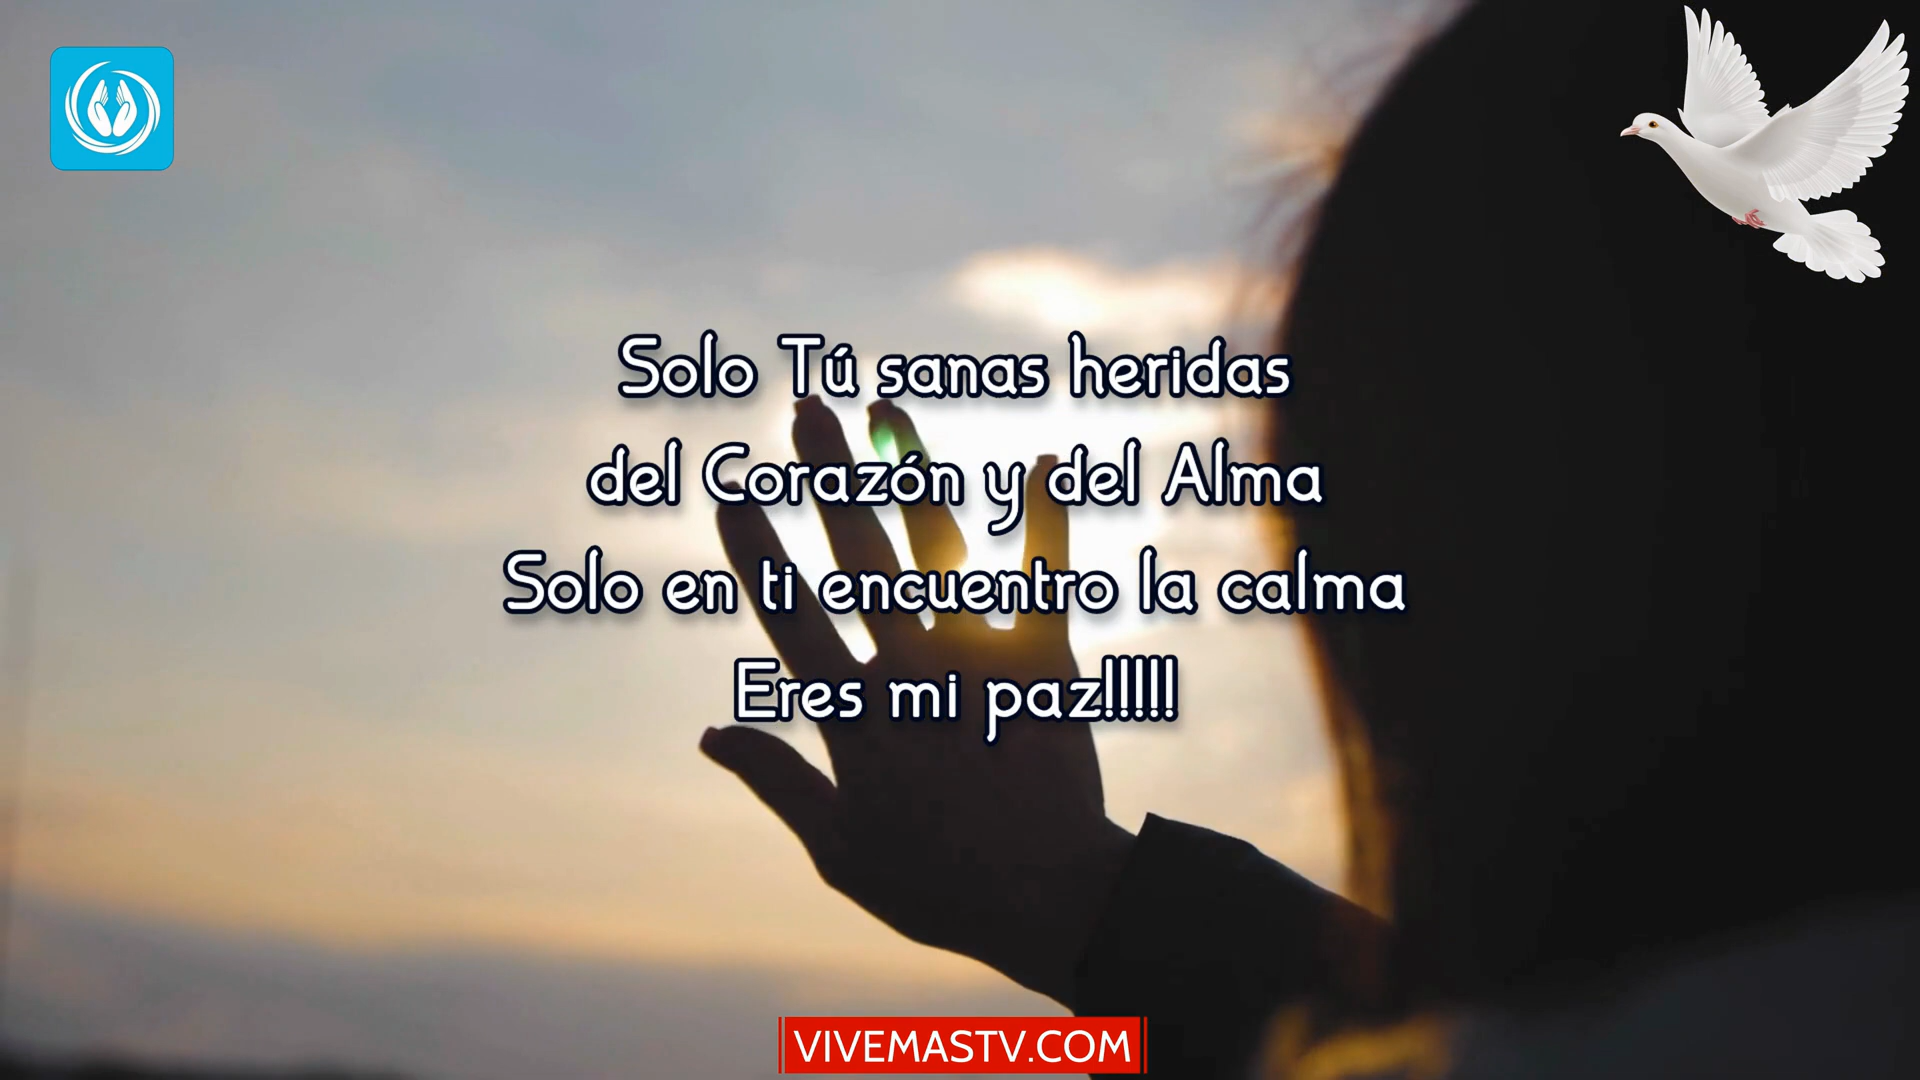 Solo Tú sanas heridas
del Corazón y del Alma
Solo en ti encuentro la calma
Eres mi paz!!!!!
VIVEMASTV.COM